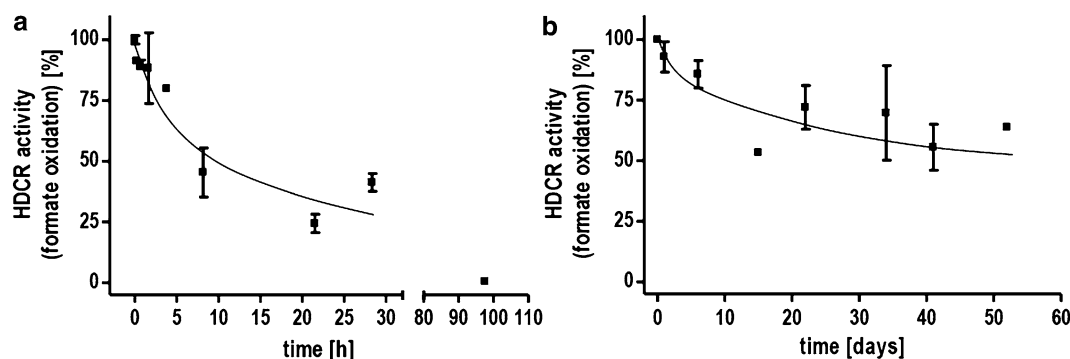 a
HDCR activity
(formate oxidation) [%]
100
75
50
25
0
0 5 10 15 20 25 30 80 90 100 110
time [h]
b
HDCR activity
(formate oxidation) [%]
100
75
50
25
0
0 10 20 30 40 50 60
time [days]